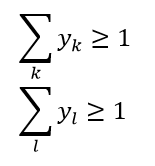 ∑_k y_k ≥ 1
∑_l y_l ≥ 1